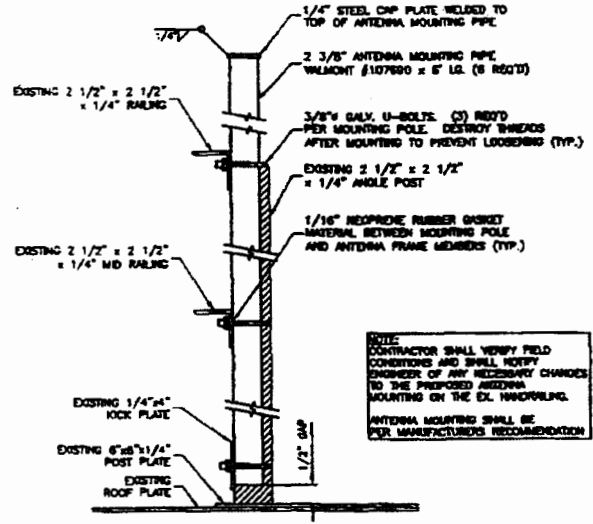 1/4" STEEL CAP PLATE WELDED TO
TOP OF ANTENNA MOUNTING PIPE
1/4"
2 3/8" ANTENNA MOUNTING PIPE
VALMONT #107690 x 6' LG. (6 REQ'D)
EXISTING 2 1/2" x 2 1/2"
x 1/4" RAILING
3/8"ø GALV. U-BOLTS. (3) REQ'D
PER MOUNTING POLE. DESTROY THREADS
AFTER MOUNTING TO PREVENT LOOSENING (TYP.)
EXISTING 2 1/2" x 2 1/2"
x 1/4" ANGLE POST
1/16" NEOPRENE RUBBER GASKET
MATERIAL BETWEEN MOUNTING POLE
AND ANTENNA FRAME MEMBERS (TYP.)
EXISTING 2 1/2" x 2 1/2"
x 1/4" MID RAILING
NOTE:
CONTRACTOR SHALL VERIFY FIELD
CONDITIONS AND SHALL NOTIFY
ENGINEER OF ANY NECESSARY CHANGES
TO THE PROPOSED ANTENNA
MOUNTING ON THE EX. HANDRAILING.
ANTENNA MOUNTING SHALL BE
PER MANUFACTURERS RECOMMENDATION
EXISTING 1/4"x4"
KICK PLATE
1/2" GAP
EXISTING 6"x6"x1/4"
POST PLATE
EXISTING
ROOF PLATE